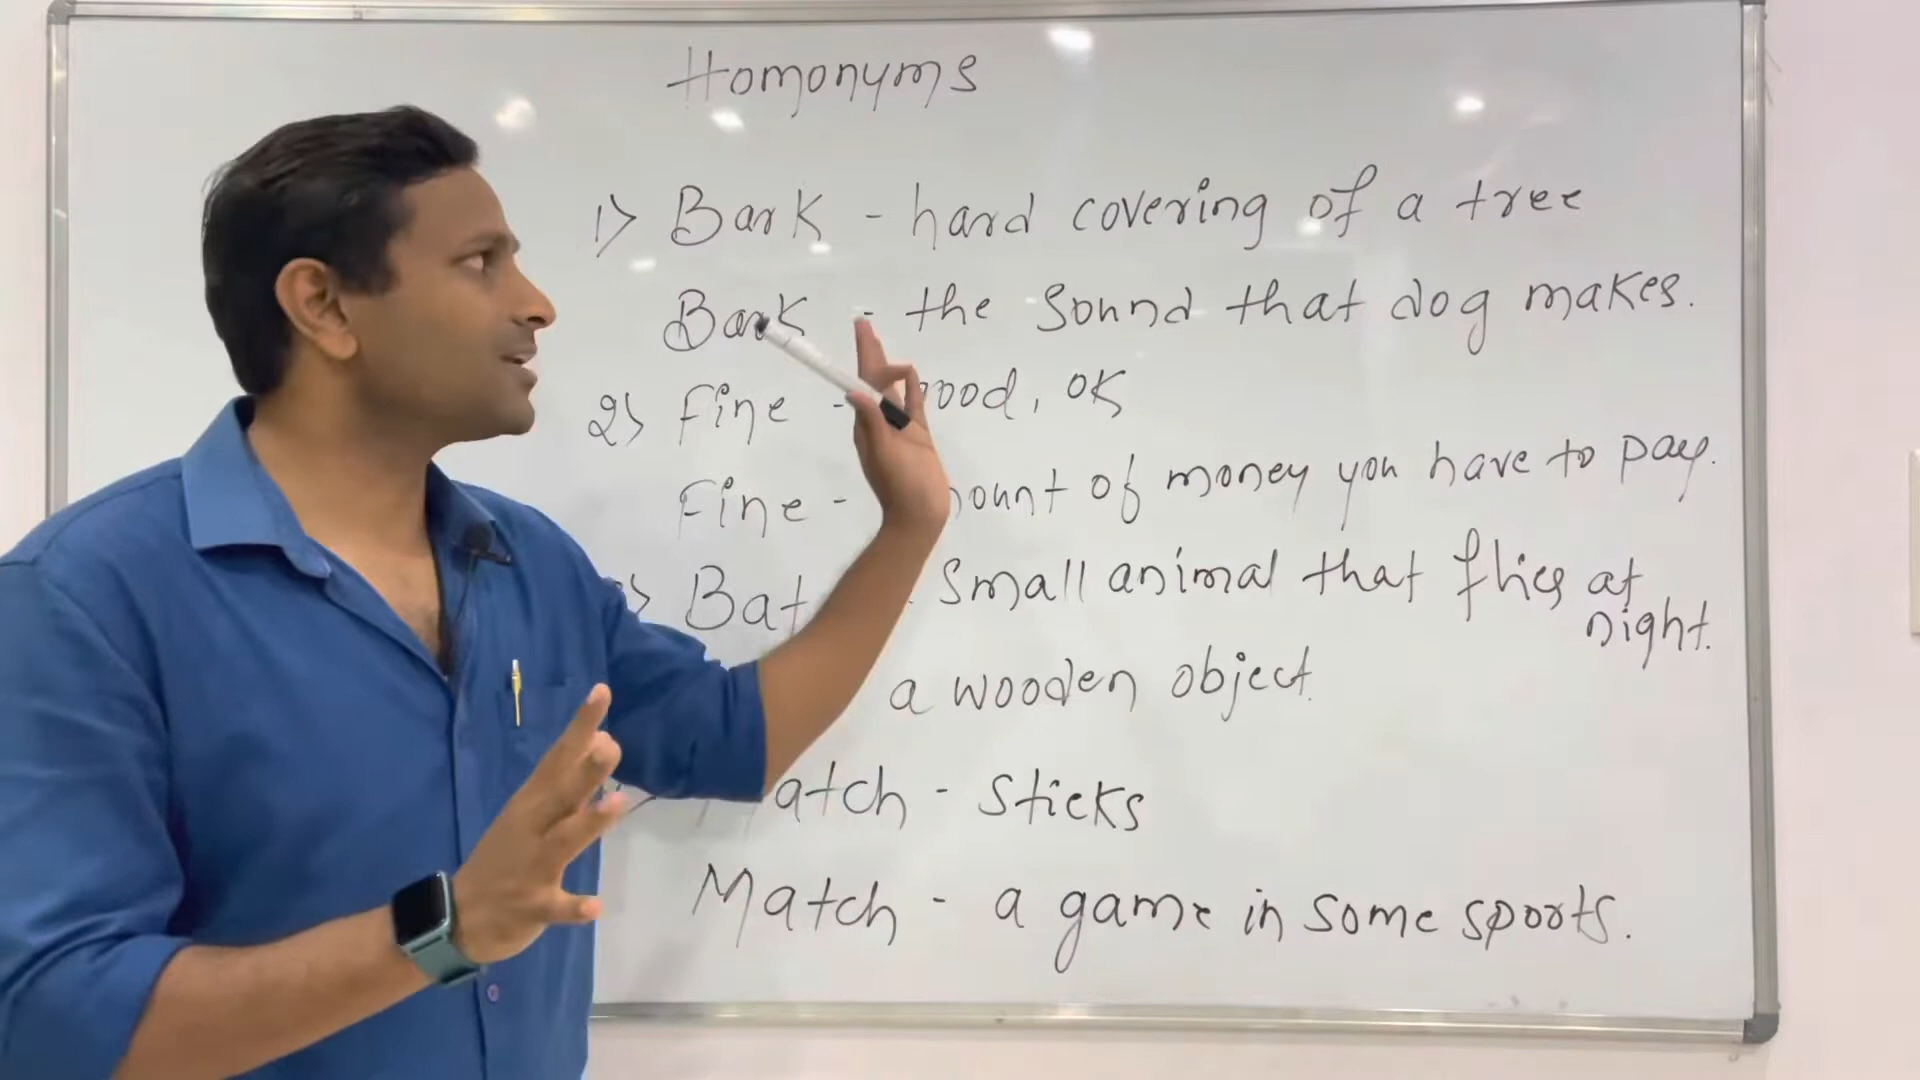 Homonyms
1) Bark - hard covering of a tree
Bark - the sound that dog makes.
2) Fine - ood, OK
Fine - ount of money you have to pay.
Bat small animal that flies at
night.
a wooden object.
atch - sticks
Match - a game in some sports.